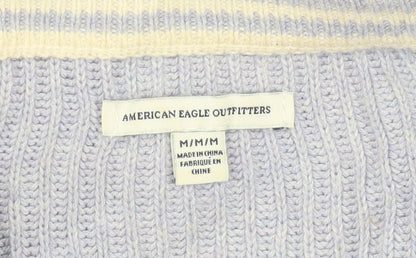 AMERICAN EAGLE OUTFITTERS
M/M/M
MADE IN CHINA
FABRIQUE EN
CHINE